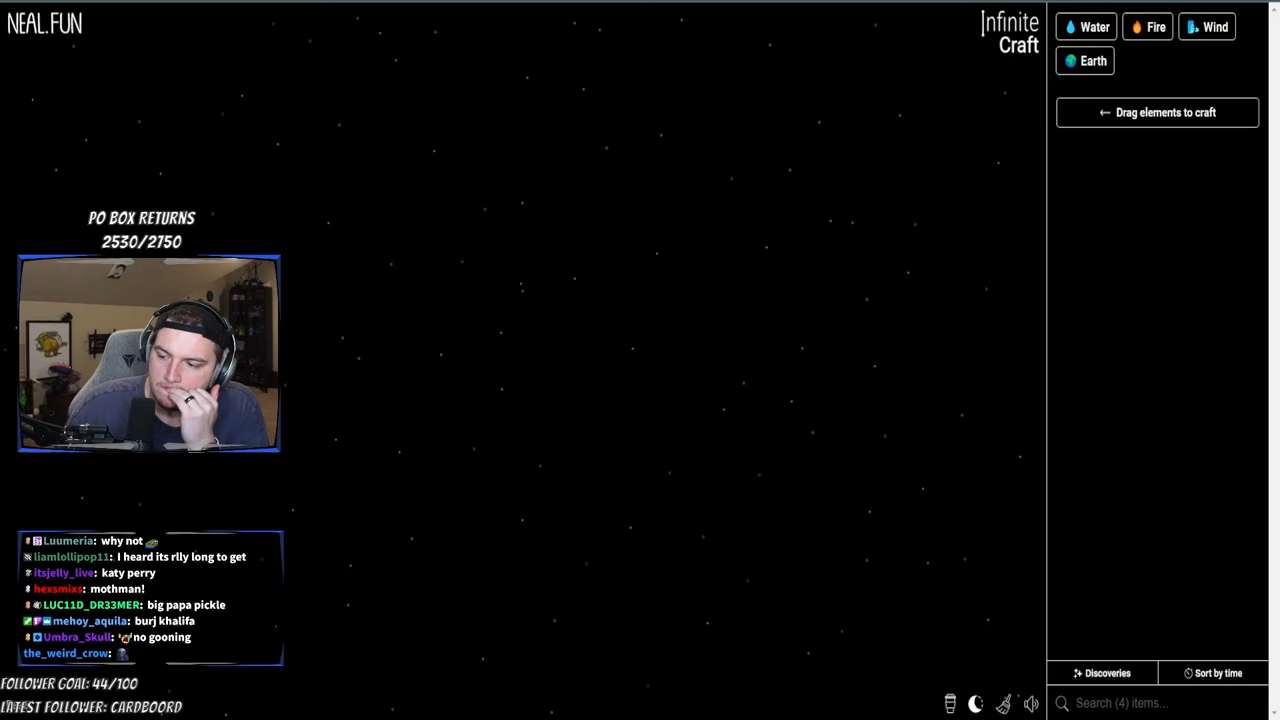 NEAL.FUN
Infinite
Craft
Water
Fire
Wind
Earth
← Drag elements to craft
PO BOX RETURNS
2530/2750
Luumeria: why not
liamlollipop11: I heard its rlly long to get
itsjelly_live: katy perry
hexsmixs: mothman!
LUC11D_DR33MER: big papa pickle
mehoy_aquila: burj khalifa
Umbra_Skull: no gooning
the_weird_crow:
FOLLOWER GOAL: 44/100
LATEST FOLLOWER: CARDBOORD
Discoveries
Sort by time
Search (4) items...